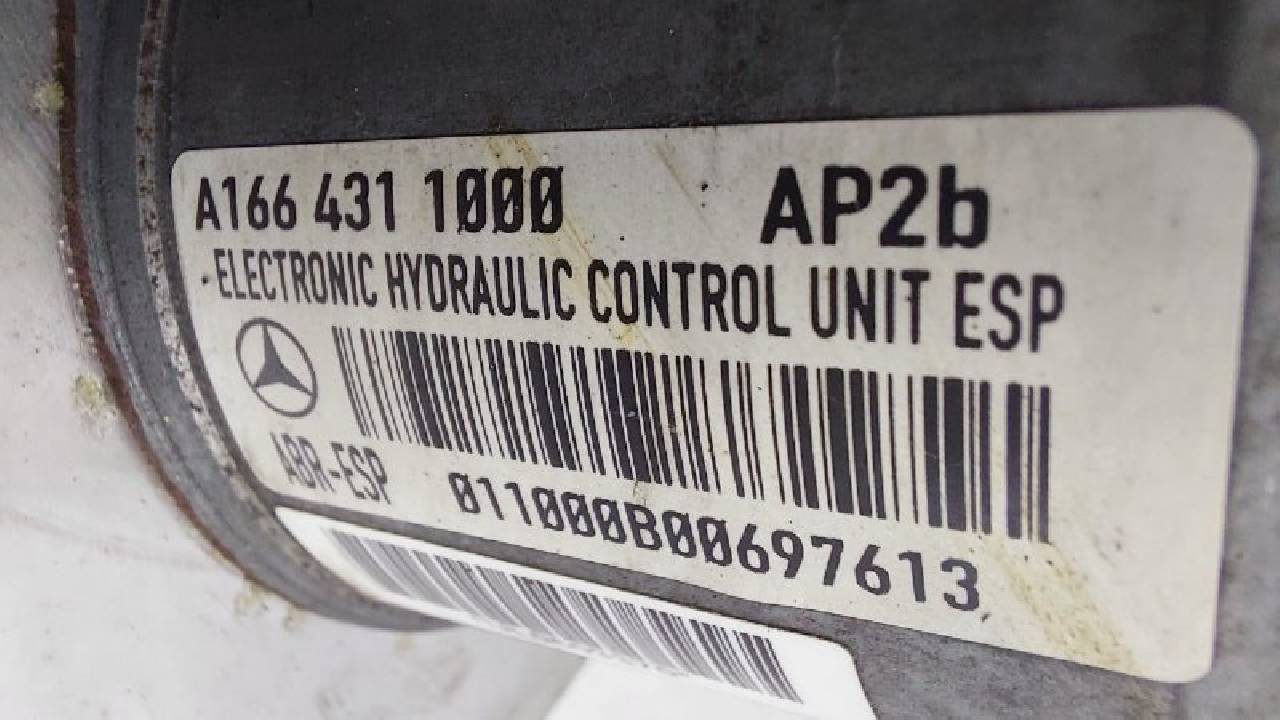 A166 431 1000 AP2b
ELECTRONIC HYDRAULIC CONTROL UNIT ESP
ABR-ESP
011000B00697613